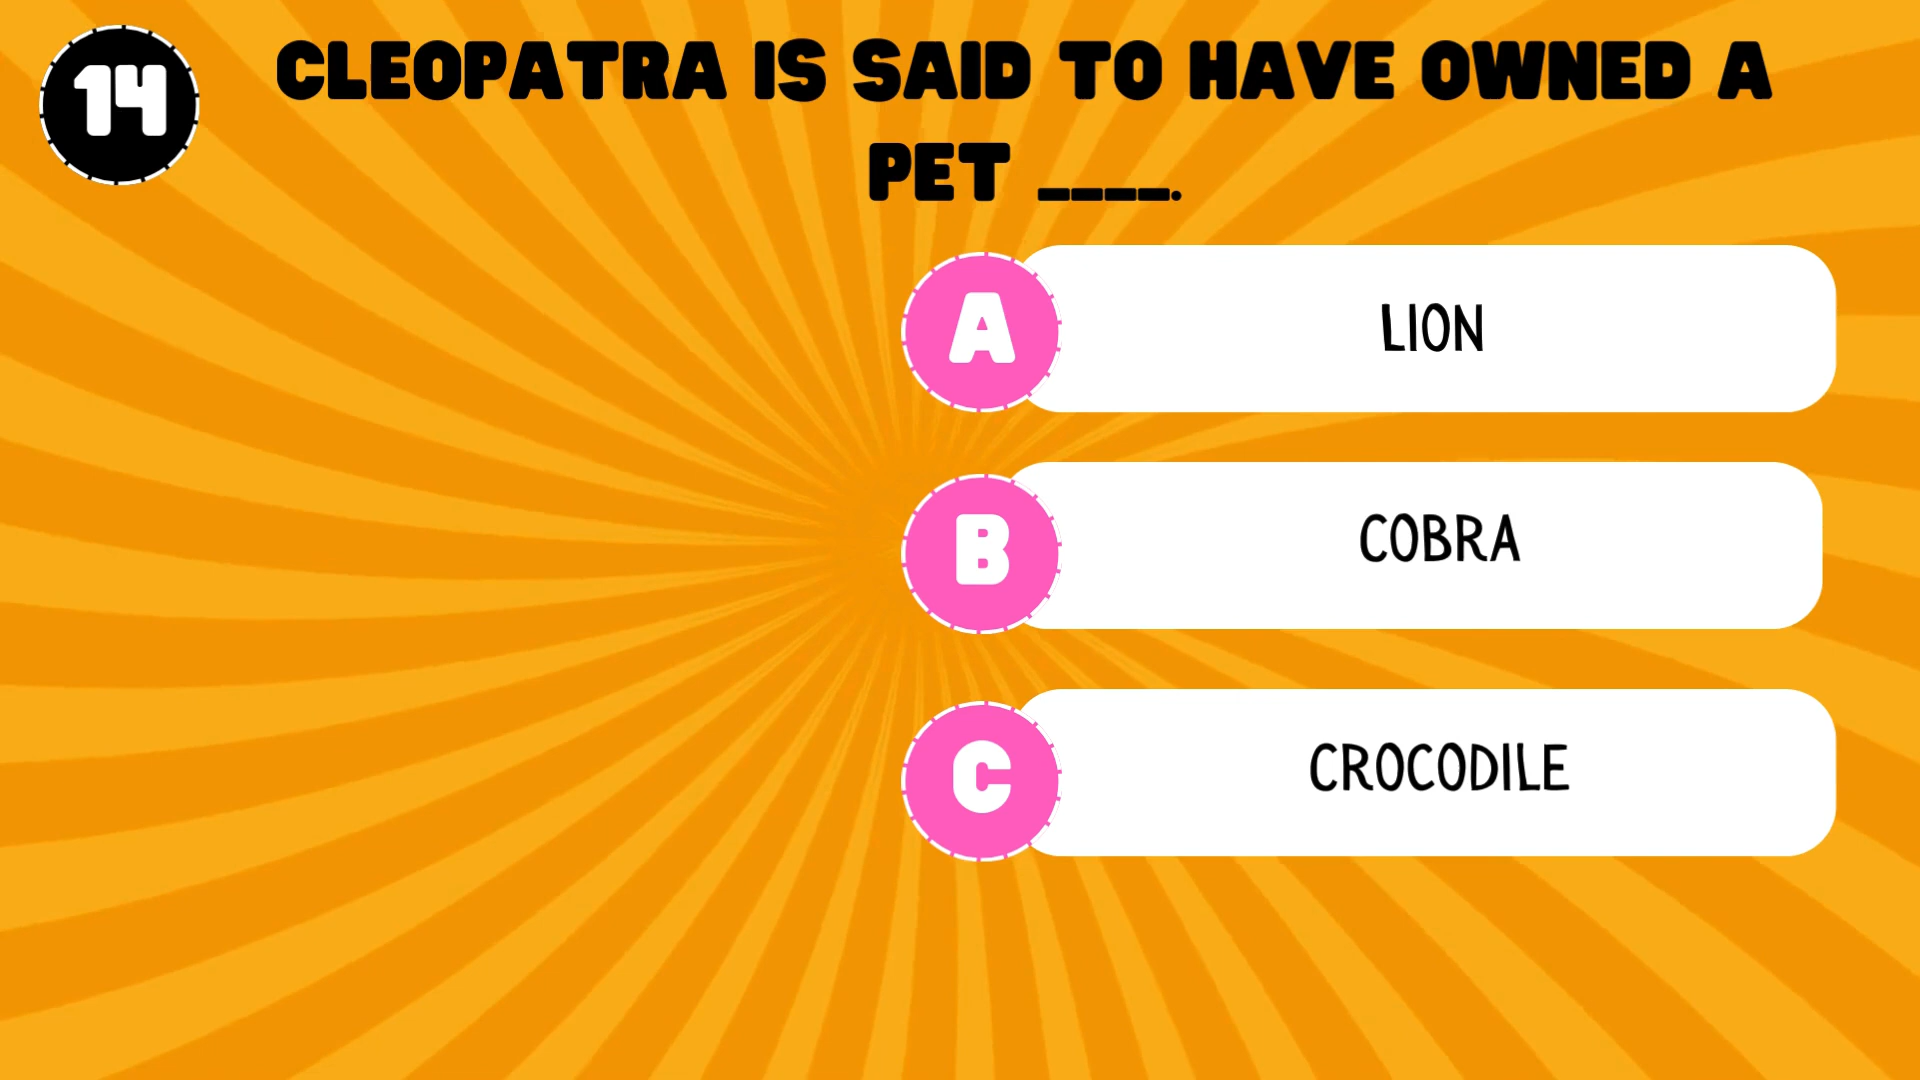 14
CLEOPATRA IS SAID TO HAVE OWNED A
PET ____.
A
LION
B
COBRA
C
CROCODILE